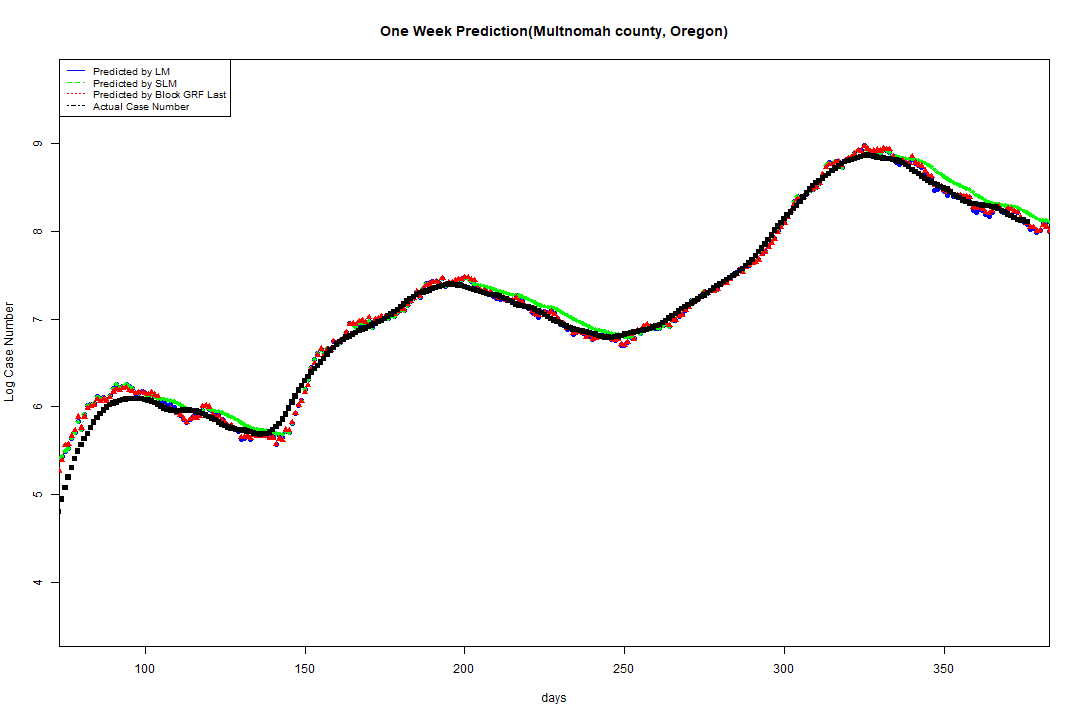 One Week Prediction(Multnomah county, Oregon)
Predicted by LM
Predicted by SLM
Predicted by Block GRF Last
Actual Case Number
Log Case Number
9
8
7
6
5
4
100 150 200 250 300 350
days